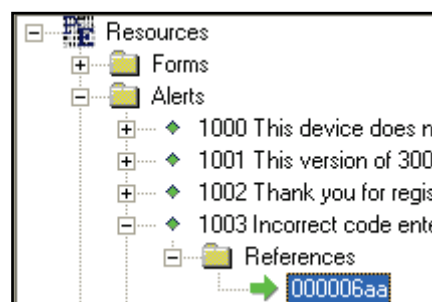 Resources
Forms
Alerts
1000 This device does n
1001 This version of 300
1002 Thank you for regis
1003 Incorrect code ente
References
000006aa